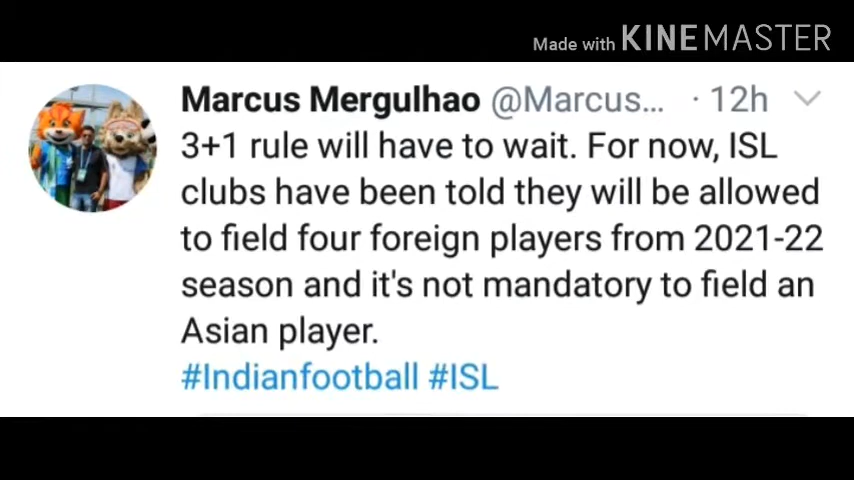 Made with KINEMASTER
Marcus Mergulhao @Marcus... · 12h
3+1 rule will have to wait. For now, ISL
clubs have been told they will be allowed
to field four foreign players from 2021-22
season and it's not mandatory to field an
Asian player.
#Indianfootball #ISL